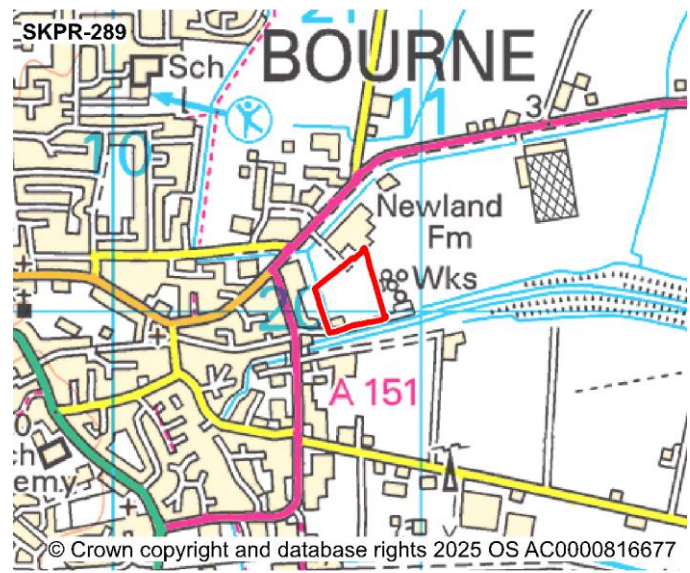 SKPR-289
21
Sch
BOURNE
11
3
10
Newland
Fm
Wks
A 151
© Crown copyright and database rights 2025 OS AC0000816677